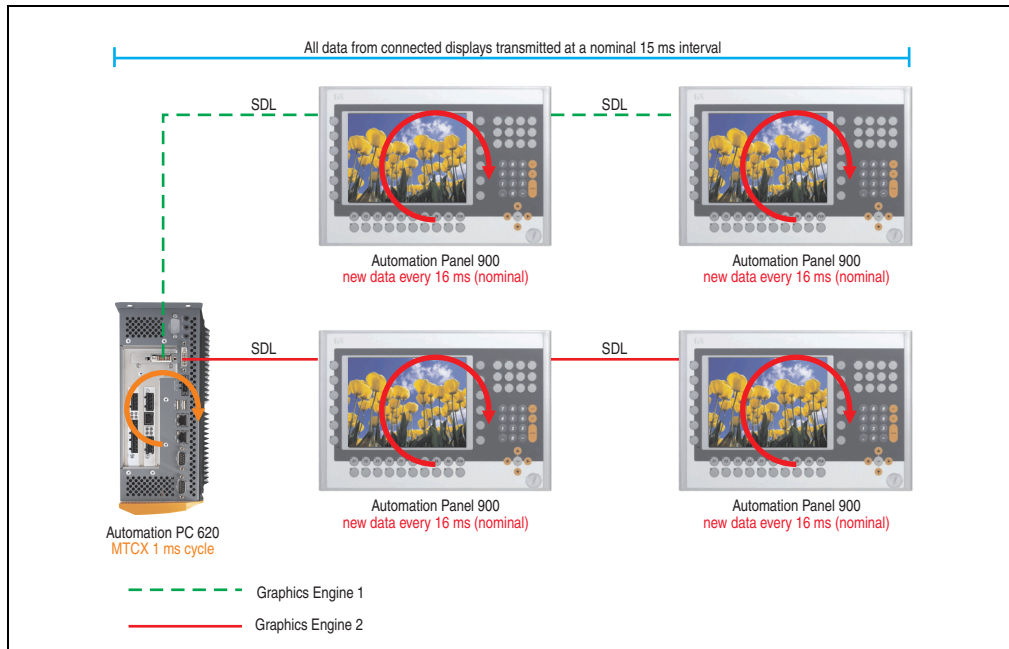 All data from connected displays transmitted at a nominal 15 ms interval
SDL
SDL
Automation Panel 900
new data every 16 ms (nominal)
Automation Panel 900
new data every 16 ms (nominal)
SDL
SDL
Automation Panel 900
new data every 16 ms (nominal)
Automation Panel 900
new data every 16 ms (nominal)
Automation PC 620
MTCX 1 ms cycle
Graphics Engine 1
Graphics Engine 2